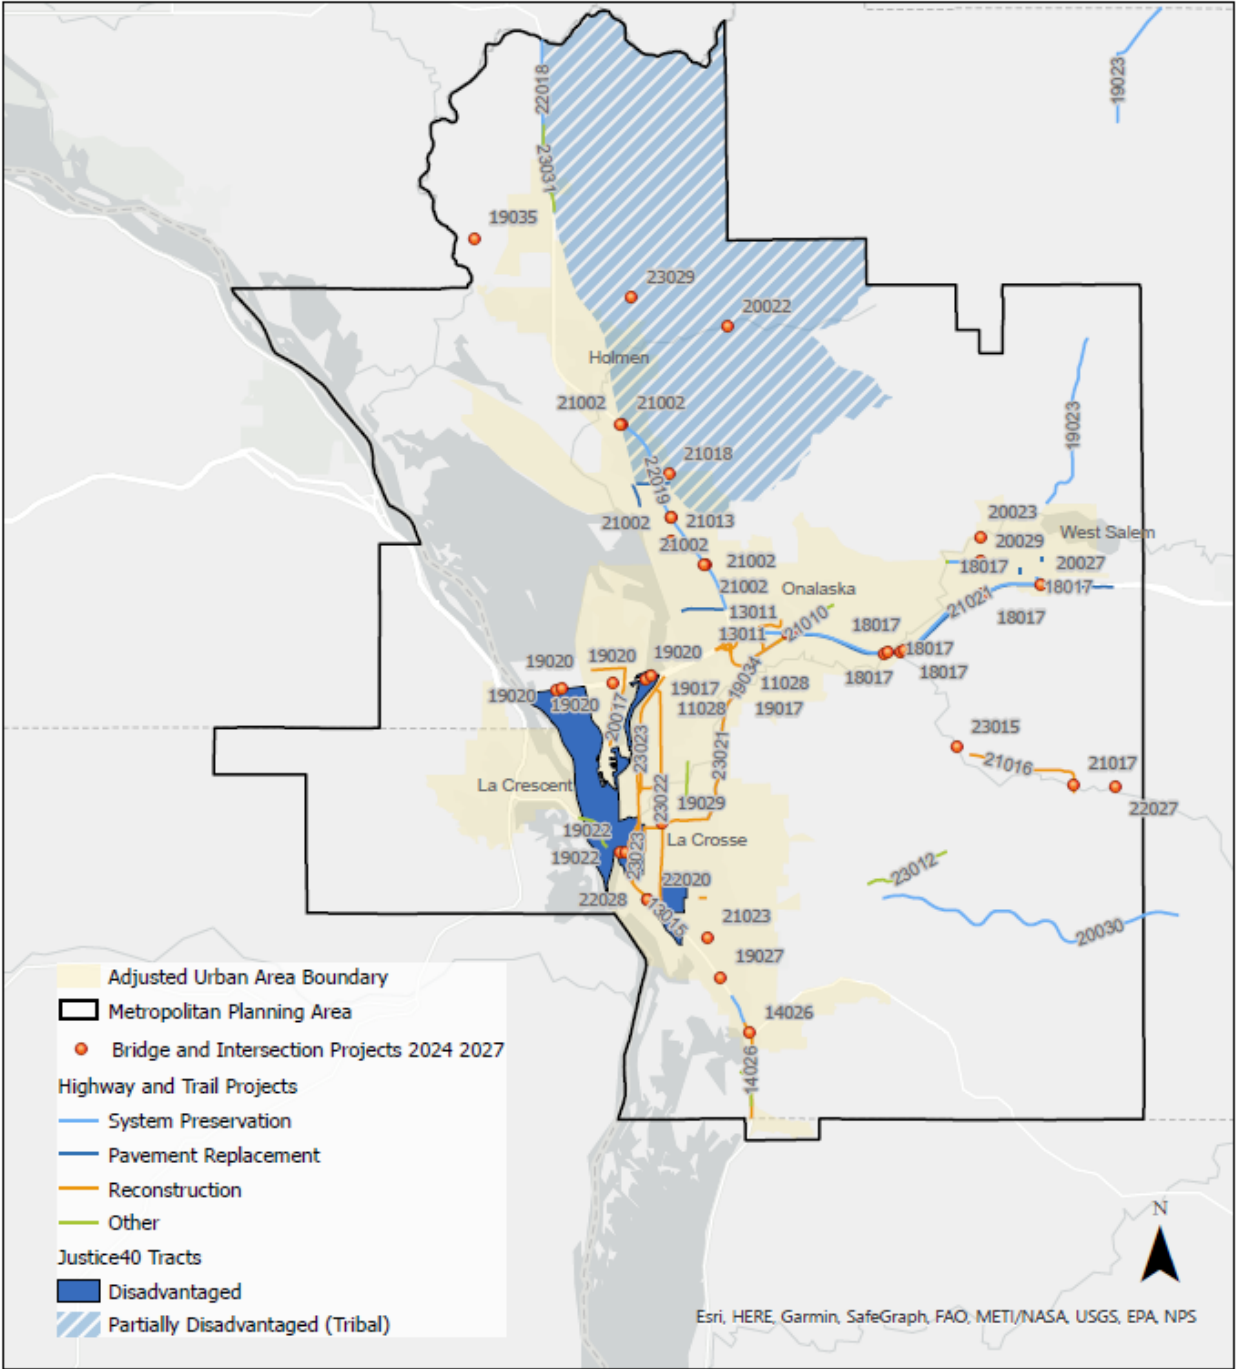 22018
19023
23031
19035
23029
20022
Holmen
21002 21002
19023
21018
22019
21002 21013
21002
21002
21002
20023
West Salem
20029
18017 20027
18017
Onalaska
21021
18017
13011
21010
18017
13011
18017
18017 18017
19020 19020 19020
19034
11028
19020 19020
19017
11028 19017
20017
23023
23021
23015
21016 21017
22027
La Crescent
23022
19029
19022
La Crosse
19022
23023
22020
22028
13015
23012
20030
21023
19027
14026
14026
Adjusted Urban Area Boundary
Metropolitan Planning Area
Bridge and Intersection Projects 2024 2027
Highway and Trail Projects
System Preservation
Pavement Replacement
Reconstruction
Other
Justice40 Tracts
Disadvantaged
Partially Disadvantaged (Tribal)
N
Esri, HERE, Garmin, SafeGraph, FAO, METI/NASA, USGS, EPA, NPS